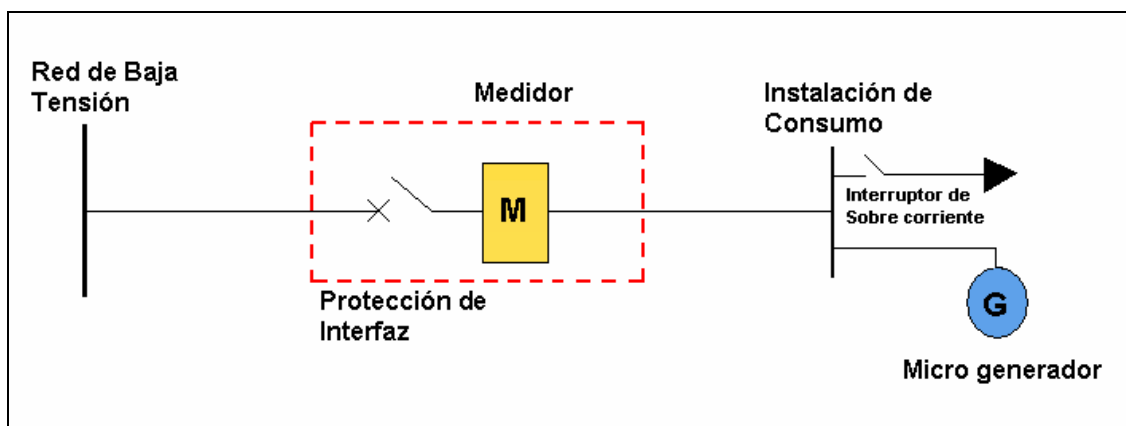 Red de Baja
Tensión
Medidor
Instalación de
Consumo
M
Interruptor de
Sobre corriente
Protección de
Interfaz
G
Micro generador